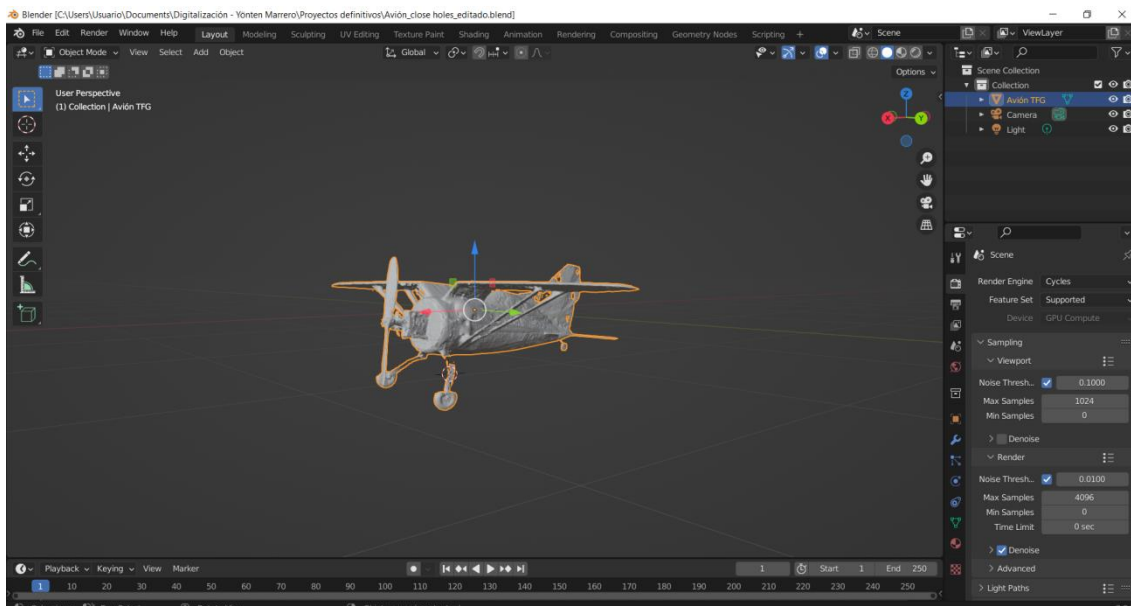 Blender [C:\Users\Usuario\Documents\Digitalización - Yónten Marrero\Proyectos definitivos\Avión_close holes_editado.blend]
File Edit Render Window Help Layout Modeling Sculpting UV Editing Texture Paint Shading Animation Rendering Compositing Geometry Nodes Scripting + Scene ViewLayer
Object Mode View Select Add Object Global
Options
User Perspective
(1) Collection | Avión TFG
Z
X
Y
Scene Collection
Collection
Avión TFG
Camera
Light
Scene
Render Engine Cycles
Feature Set Supported
Device GPU Compute
Sampling
Viewport
Noise Thresh... 0.1000
Max Samples 1024
Min Samples 0
Denoise
Render
Noise Thresh... 0.0100
Max Samples 4096
Min Samples 0
Time Limit 0 sec
Denoise
Advanced
Light Paths
Playback Keying View Marker 1 Start 1 End 250
1 10 20 30 40 50 60 70 80 90 100 110 120 130 140 150 160 170 180 190 200 210 220 230 240 250